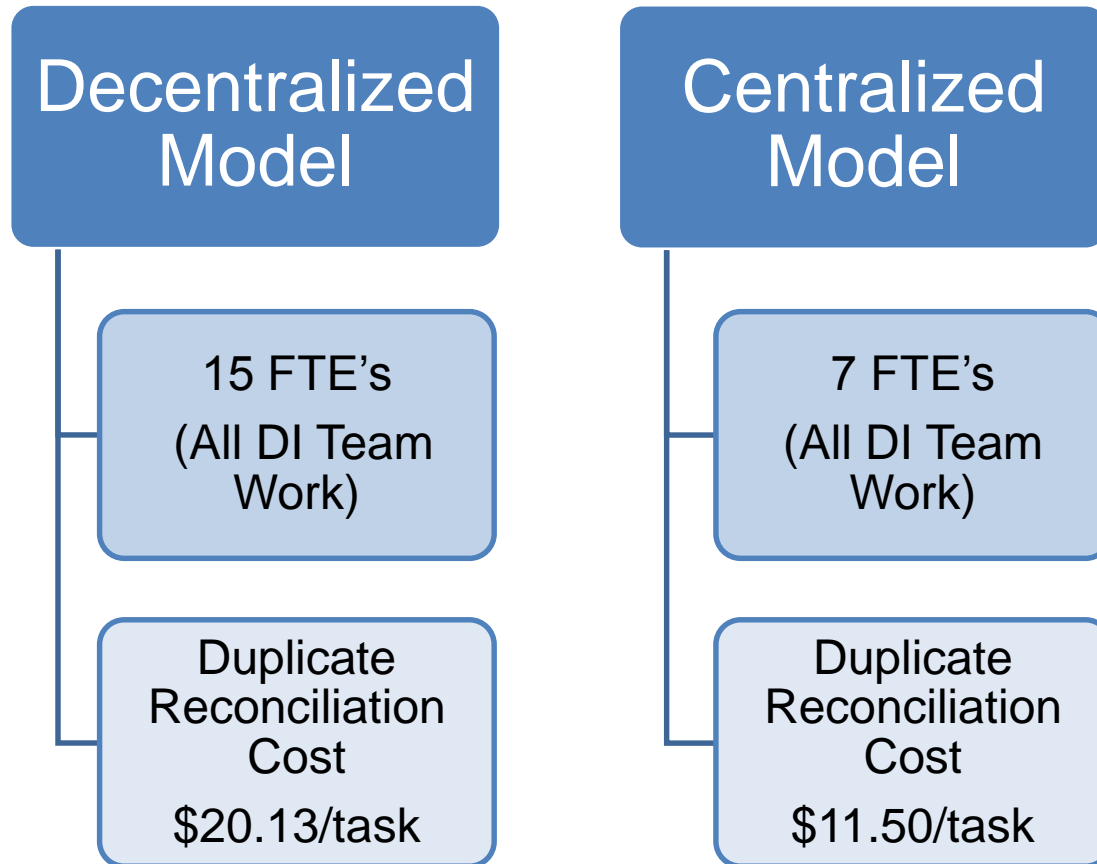 Decentralized
Model
15 FTE’s
(All DI Team
Work)
Duplicate
Reconciliation
Cost
$20.13/task
Centralized
Model
7 FTE’s
(All DI Team
Work)
Duplicate
Reconciliation
Cost
$11.50/task